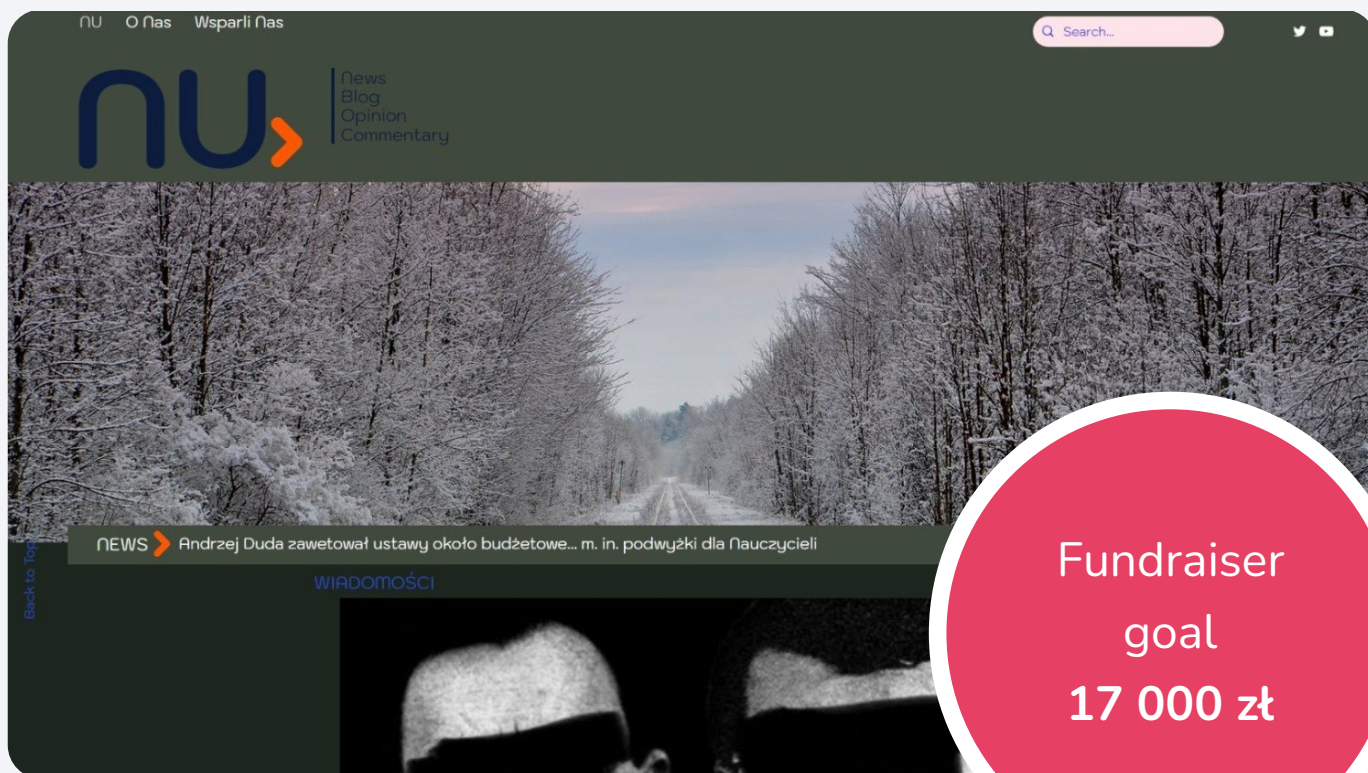 NU O Nas Wsparli Nas
Search...
nu
News
Blog
Opinion
Commentary
NEWS Andrzej Duda zawetował ustawy około budżetowe... m. in. podwyżki dla Nauczycieli
Back to Top
WIADOMOŚCI
Fundraiser
goal
17 000 zł